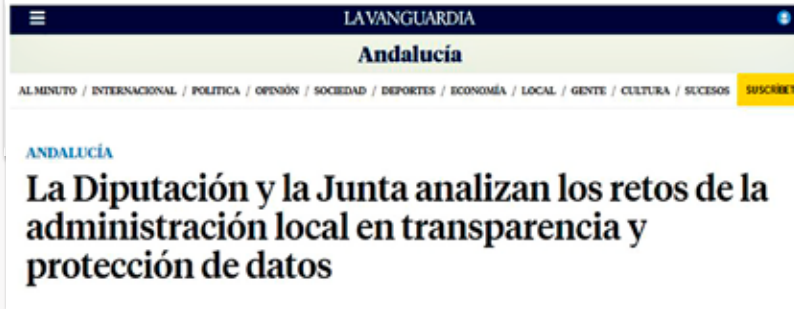 LA VANGUARDIA
Andalucía
AL MINUTO / INTERNACIONAL / POLÍTICA / OPINIÓN / SOCIEDAD / DEPORTES / ECONOMÍA / LOCAL / GENTE / CULTURA / SUCESOS
ANDALUCÍA
La Diputación y la Junta analizan los retos de la
administración local en transparencia y
protección de datos